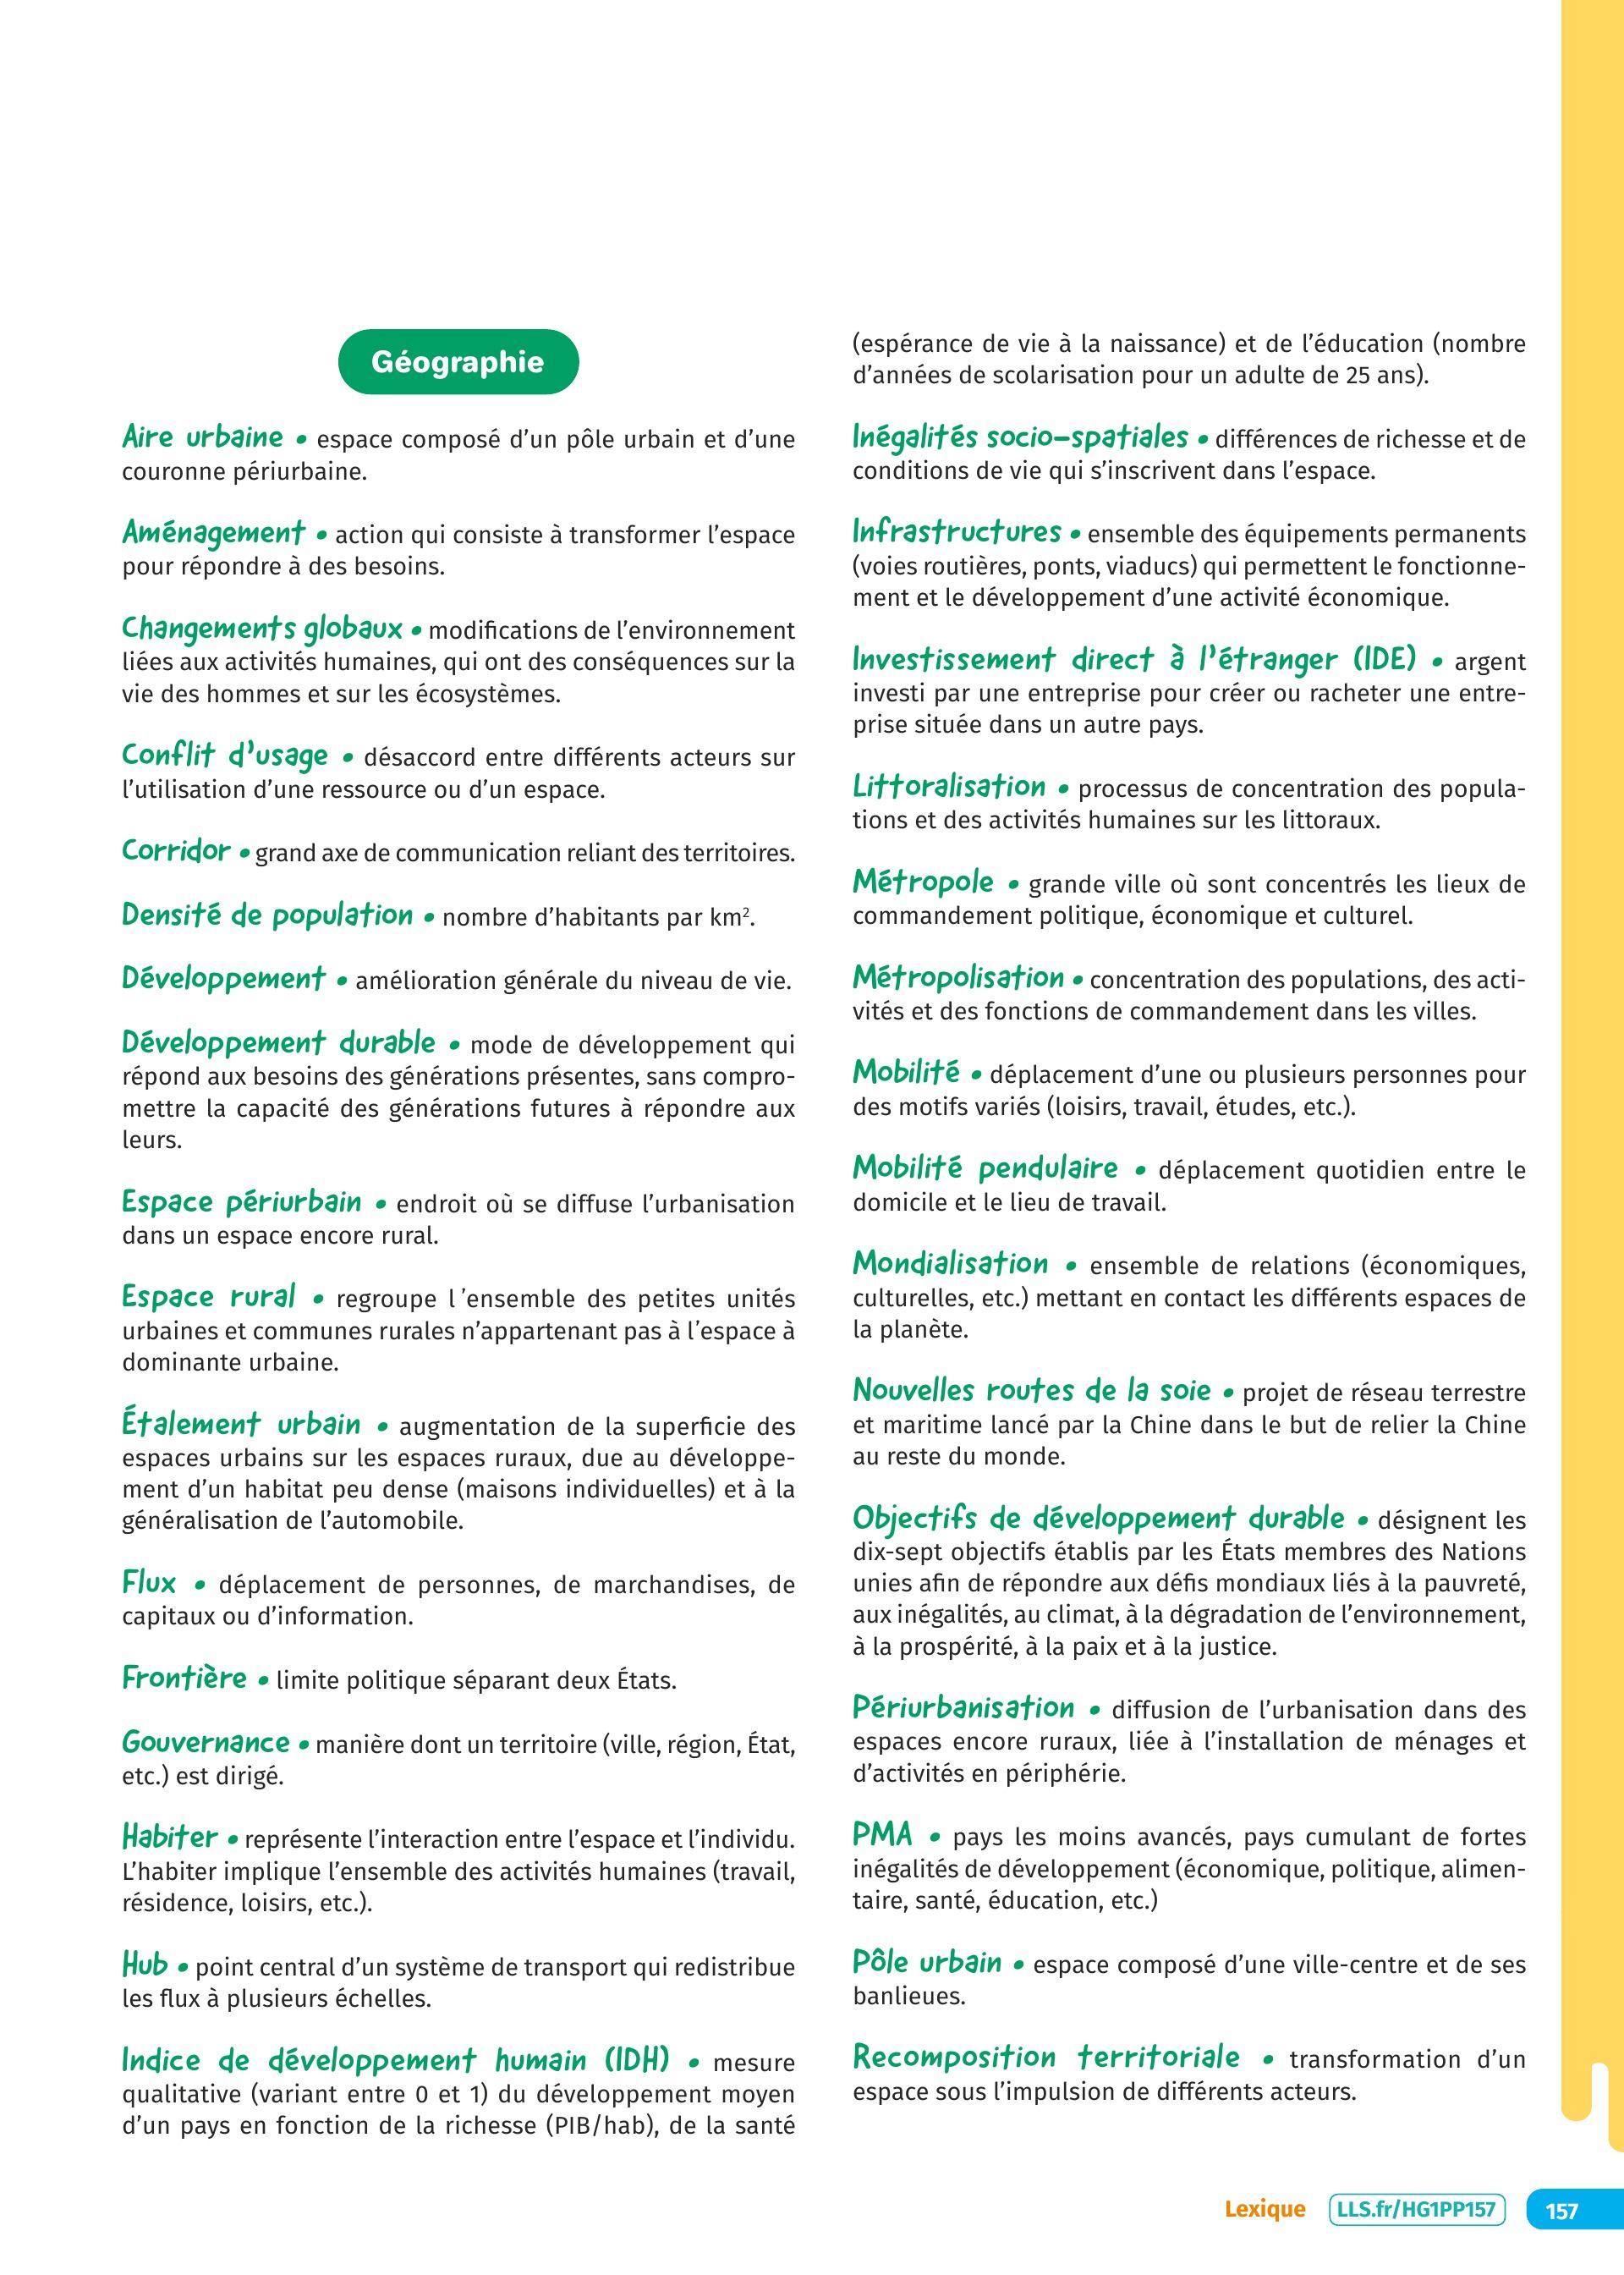 Géographie
Aire urbaine • espace composé d’un pôle urbain et d’une
couronne périurbaine.
Aménagement • action qui consiste à transformer l’espace
pour répondre à des besoins.
Changements globaux • modifications de l’environnement
liées aux activités humaines, qui ont des conséquences sur la
vie des hommes et sur les écosystèmes.
Conflit d’usage • désaccord entre différents acteurs sur
l’utilisation d’une ressource ou d’un espace.
Corridor • grand axe de communication reliant des territoires.
Densité de population • nombre d’habitants par km².
Développement • amélioration générale du niveau de vie.
Développement durable • mode de développement qui
répond aux besoins des générations présentes, sans compro-
mettre la capacité des générations futures à répondre aux
leurs.
Espace périurbain • endroit où se diffuse l’urbanisation
dans un espace encore rural.
Espace rural • regroupe l’ensemble des petites unités
urbaines et communes rurales n’appartenant pas à l’espace à
dominante urbaine.
Étalement urbain • augmentation de la superficie des
espaces urbains sur les espaces ruraux, due au développe-
ment d’un habitat peu dense (maisons individuelles) et à la
généralisation de l’automobile.
Flux • déplacement de personnes, de marchandises, de
capitaux ou d’information.
Frontière • limite politique séparant deux États.
Gouvernance • manière dont un territoire (ville, région, État,
etc.) est dirigé.
Habiter • représente l’interaction entre l’espace et l’individu.
L’habiter implique l’ensemble des activités humaines (travail,
résidence, loisirs, etc.).
Hub • point central d’un système de transport qui redistribue
les flux à plusieurs échelles.
Indice de développement humain (IDH) • mesure
qualitative (variant entre 0 et 1) du développement moyen
d’un pays en fonction de la richesse (PIB/hab), de la santé
(espérance de vie à la naissance) et de l’éducation (nombre
d’années de scolarisation pour un adulte de 25 ans).
Inégalités socio-spatiales • différences de richesse et de
conditions de vie qui s’inscrivent dans l’espace.
Infrastructures • ensemble des équipements permanents
(voies routières, ponts, viaducs) qui permettent le fonctionne-
ment et le développement d’une activité économique.
Investissement direct à l’étranger (IDE) • argent
investi par une entreprise pour créer ou racheter une entre-
prise située dans un autre pays.
Littoralisation • processus de concentration des popula-
tions et des activités humaines sur les littoraux.
Métropole • grande ville où sont concentrés les lieux de
commandement politique, économique et culturel.
Métropolisation • concentration des populations, des acti-
vités et des fonctions de commandement dans les villes.
Mobilité • déplacement d’une ou plusieurs personnes pour
des motifs variés (loisirs, travail, études, etc.).
Mobilité pendulaire • déplacement quotidien entre le
domicile et le lieu de travail.
Mondialisation • ensemble de relations (économiques,
culturelles, etc.) mettant en contact les différents espaces de
la planète.
Nouvelles routes de la soie • projet de réseau terrestre
et maritime lancé par la Chine dans le but de relier la Chine
au reste du monde.
Objectifs de développement durable • désignent les
dix-sept objectifs établis par les États membres des Nations
unies afin de répondre aux défis mondiaux liés à la pauvreté,
aux inégalités, au climat, à la dégradation de l’environnement,
à la prospérité, à la paix et à la justice.
Périurbanisation • diffusion de l’urbanisation dans des
espaces encore ruraux, liée à l’installation de ménages et
d’activités en périphérie.
PMA • pays les moins avancés, pays cumulant de fortes
inégalités de développement (économique, politique, alimen-
taire, santé, éducation, etc.)
Pôle urbain • espace composé d’une ville-centre et de ses
banlieues.
Recomposition territoriale • transformation d’un
espace sous l’impulsion de différents acteurs.
Lexique LLS.fr/HG1PP157 157